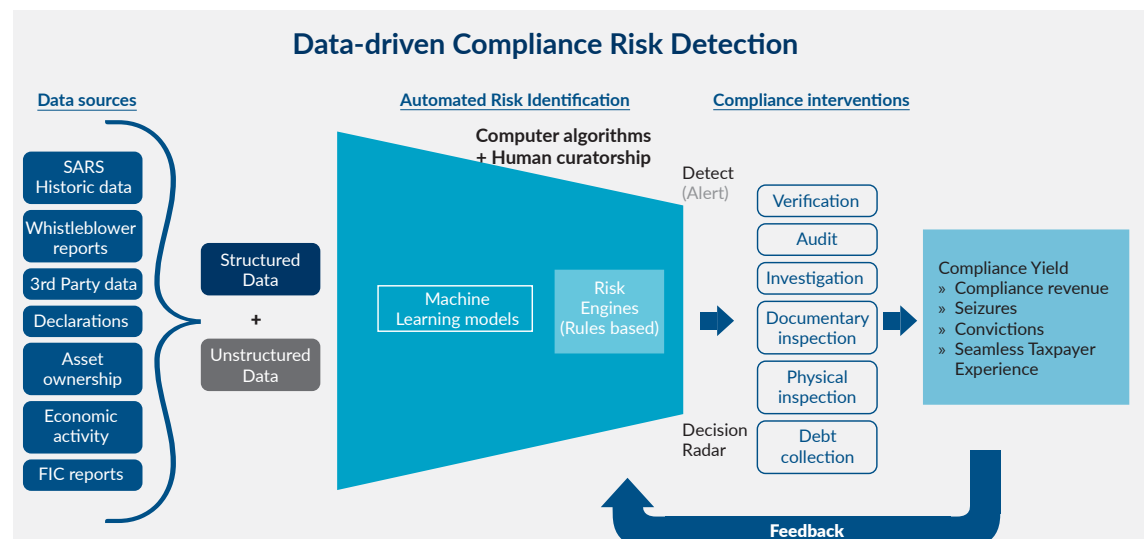 Data-driven Compliance Risk Detection
Data sources
SARS
Historic data
Whistleblower
reports
3rd Party data
Declarations
Asset
ownership
Economic
activity
FIC reports
Structured
Data
+
Unstructured
Data
Automated Risk Identification
Computer algorithms
+ Human curatorship
Machine
Learning models
Risk
Engines
(Rules based)
Compliance interventions
Detect
(Alert)
Decision
Radar
Verification
Audit
Investigation
Documentary
inspection
Physical
inspection
Debt
collection
Compliance Yield
» Compliance revenue
» Seizures
» Convictions
» Seamless Taxpayer
Experience
Feedback